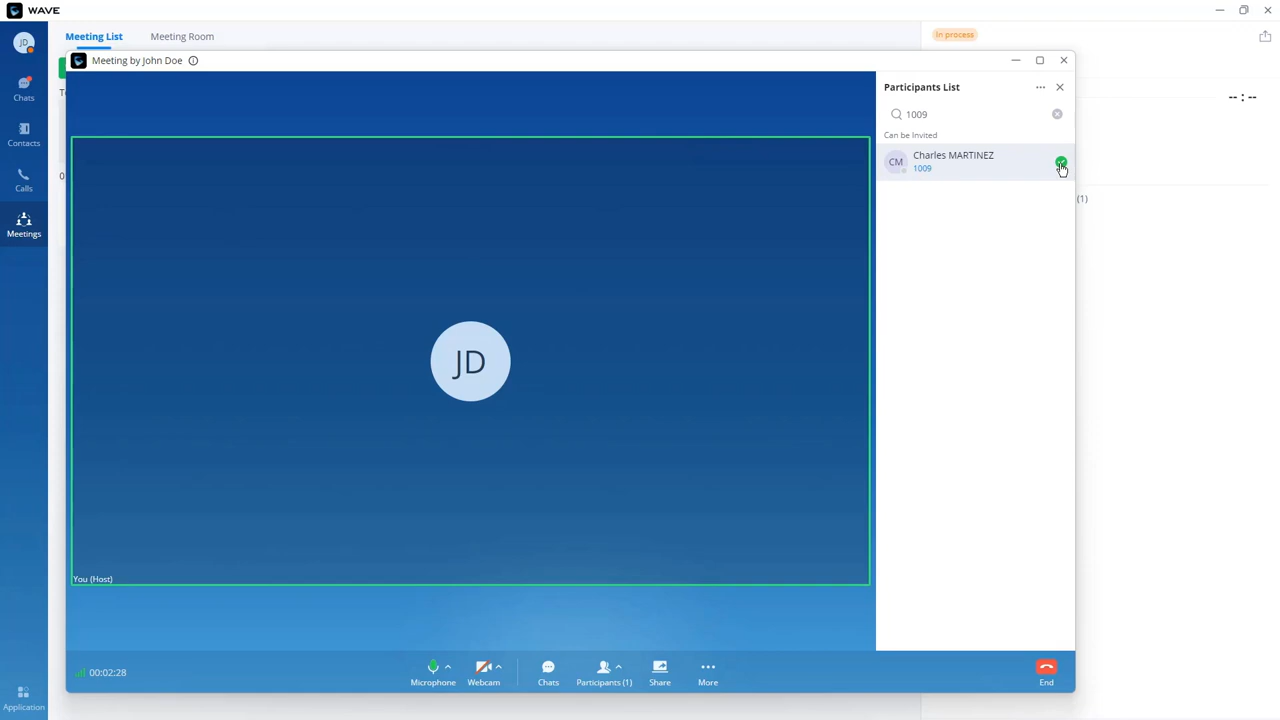 WAVE
JD
Meeting List
Meeting Room
In process
Chats
Contacts
Calls
Meetings
Application
-- : --
(1)
Meeting by John Doe
JD
You (Host)
Participants List
1009
Can be Invited
CM
Charles MARTINEZ
1009
00:02:28
Microphone
Webcam
Chats
Participants (1)
Share
More
End